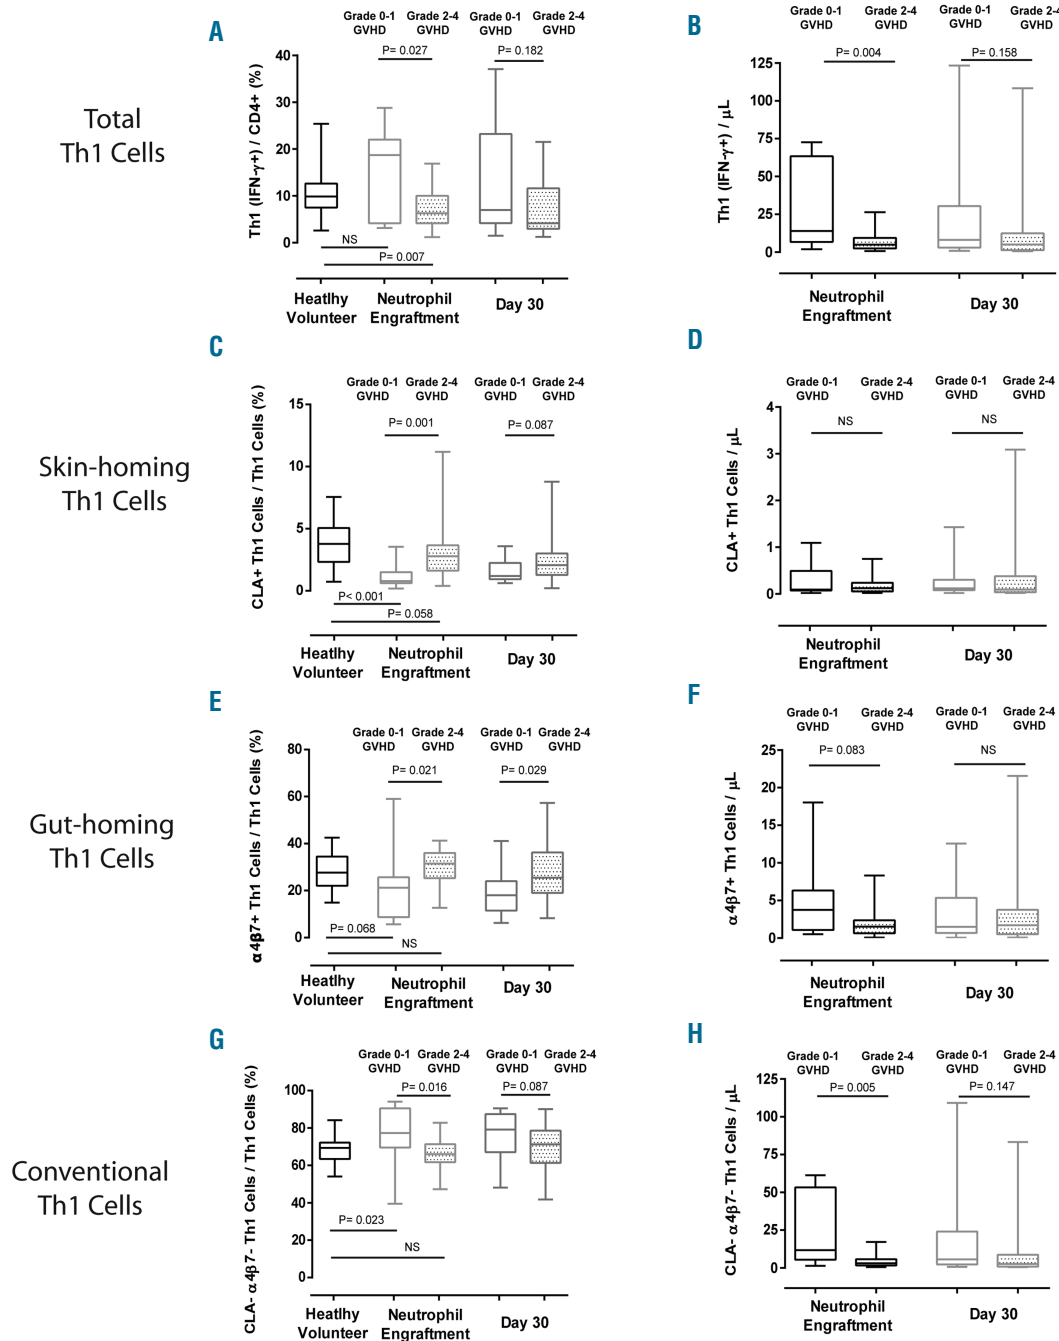 A
Grade 0-1 Grade 2-4 Grade 0-1 Grade 2-4
GVHD GVHD GVHD GVHD
P= 0.027 P= 0.182
Total
Th1 Cells
Th1 (IFN-γ+) / CD4+ (%)
40
30
20
10
0
NS
P= 0.007
Heatlhy
Volunteer
Neutrophil
Engraftment
Day 30
B
Grade 0-1 Grade 2-4 Grade 0-1 Grade 2-4
GVHD GVHD GVHD GVHD
P= 0.004 P= 0.158
Th1 (IFN-γ+) / μL
125
100
75
50
25
0
Neutrophil
Engraftment
Day 30
C
Grade 0-1 Grade 2-4 Grade 0-1 Grade 2-4
GVHD GVHD GVHD GVHD
P= 0.001 P= 0.087
Skin-homing
Th1 Cells
CLA+ Th1 Cells / Th1 Cells (%)
15
10
5
0
P< 0.001
P= 0.058
Heatlhy
Volunteer
Neutrophil
Engraftment
Day 30
D
Grade 0-1 Grade 2-4 Grade 0-1 Grade 2-4
GVHD GVHD GVHD GVHD
NS NS
CLA+ Th1 Cells / μL
4
3
2
1
0
Neutrophil
Engraftment
Day 30
E
Grade 0-1 Grade 2-4 Grade 0-1 Grade 2-4
GVHD GVHD GVHD GVHD
P= 0.021 P= 0.029
Gut-homing
Th1 Cells
α4β7+ Th1 Cells / Th1 Cells (%)
80
60
40
20
0
P= 0.068
NS
Heatlhy
Volunteer
Neutrophil
Engraftment
Day 30
F
Grade 0-1 Grade 2-4 Grade 0-1 Grade 2-4
GVHD GVHD GVHD GVHD
P= 0.083 NS
α4β7+ Th1 Cells / μL
25
20
15
10
5
0
Neutrophil
Engraftment
Day 30
G
Grade 0-1 Grade 2-4 Grade 0-1 Grade 2-4
GVHD GVHD GVHD GVHD
P= 0.016 P= 0.087
Conventional
Th1 Cells
CLA- α4β7- Th1 Cells / Th1 Cells (%)
100
80
60
40
20
0
P= 0.023
NS
Heatlhy
Volunteer
Neutrophil
Engraftment
Day 30
H
Grade 0-1 Grade 2-4 Grade 0-1 Grade 2-4
GVHD GVHD GVHD GVHD
P= 0.005 P= 0.147
CLA- α4β7- Th1 Cells / μL
125
100
75
50
25
0
Neutrophil
Engraftment
Day 30